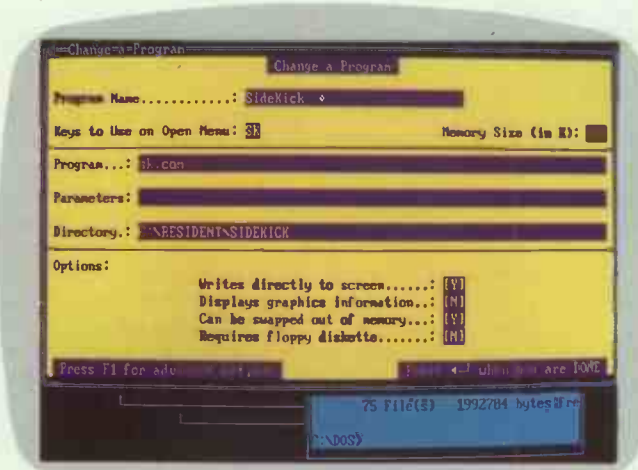 Change-a-Program
Change a Program
Program Name............: SideKick
Keys to Use on Open Menu: SK Memory Size (in K):
Program...: sk.com
Parameters:
Directory.: \RESIDENT\SIDEKICK
Options:
Writes directly to screen......: [Y]
Displays graphics information..: [N]
Can be swapped out of memory...: [Y]
Requires floppy diskette.......: [N]
Press F1 for
↵ when you are DONE
75 File(s) 1992704 bytes fre
C:\DOS>